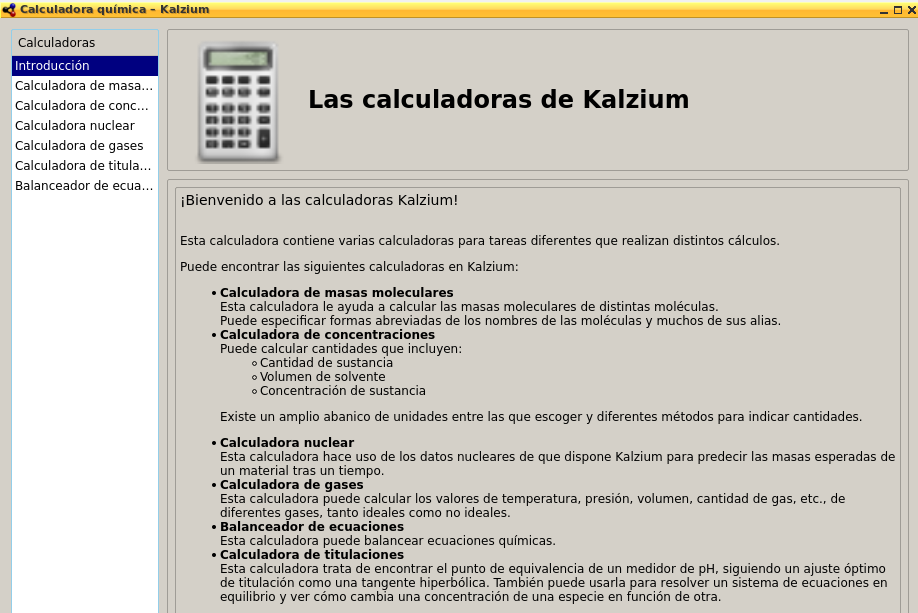 Calculadora química – Kalzium
Calculadoras
Introducción
Calculadora de masa...
Calculadora de conc...
Calculadora nuclear
Calculadora de gases
Calculadora de titula...
Balanceador de ecua...
Las calculadoras de Kalzium
¡Bienvenido a las calculadoras Kalzium!
Esta calculadora contiene varias calculadoras para tareas diferentes que realizan distintos cálculos.
Puede encontrar las siguientes calculadoras en Kalzium:
• Calculadora de masas moleculares
Esta calculadora le ayuda a calcular las masas moleculares de distintas moléculas.
Puede especificar formas abreviadas de los nombres de las moléculas y muchos de sus alias.
• Calculadora de concentraciones
Puede calcular cantidades que incluyen:
◦ Cantidad de sustancia
◦ Volumen de solvente
◦ Concentración de sustancia
Existe un amplio abanico de unidades entre las que escoger y diferentes métodos para indicar cantidades.
• Calculadora nuclear
Esta calculadora hace uso de los datos nucleares de que dispone Kalzium para predecir las masas esperadas de
un material tras un tiempo.
• Calculadora de gases
Esta calculadora puede calcular los valores de temperatura, presión, volumen, cantidad de gas, etc., de
diferentes gases, tanto ideales como no ideales.
• Balanceador de ecuaciones
Esta calculadora puede balancear ecuaciones químicas.
• Calculadora de titulaciones
Esta calculadora trata de encontrar el punto de equivalencia de un medidor de pH, siguiendo un ajuste óptimo
de titulación como una tangente hiperbólica. También puede usarla para resolver un sistema de ecuaciones en
equilibrio y ver cómo cambia una concentración de una especie en función de otra.